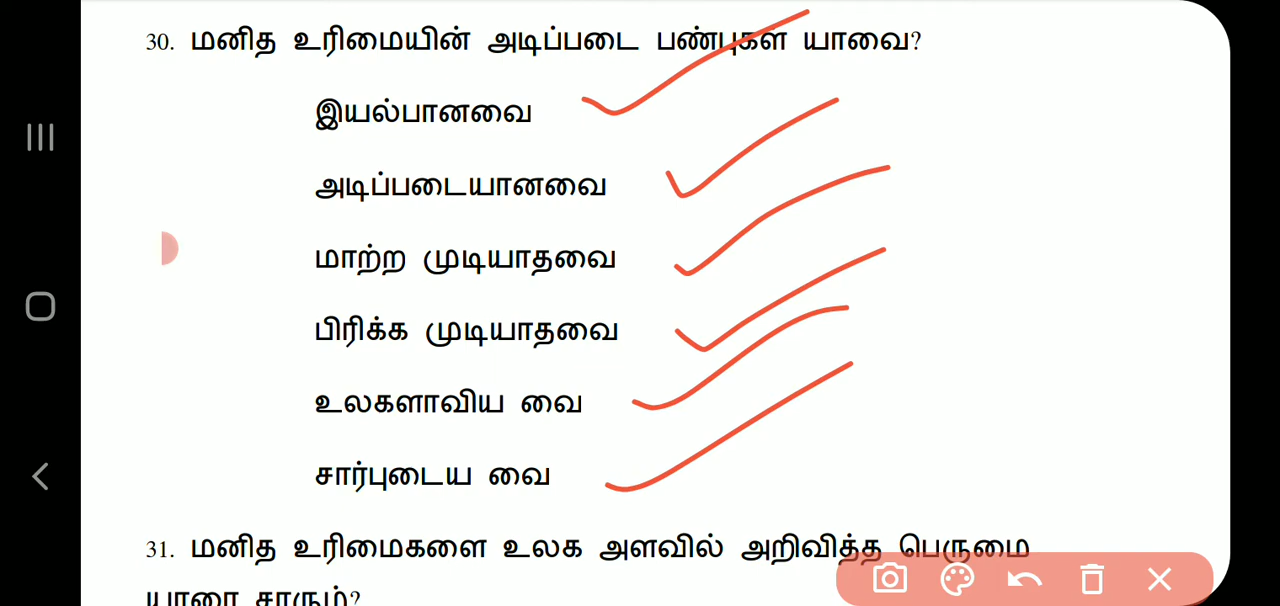 30. மனித உரிமையின் அடிப்படை பண்புகள் யாவை?
இயல்பானவை
அடிப்படையானவை
மாற்ற முடியாதவை
பிரிக்க முடியாதவை
உலகளாவிய வை
சார்புடைய வை
31. மனித உரிமைகளை உலக அளவில் அறிவித்த பெருமை
யாரை சாரும்?